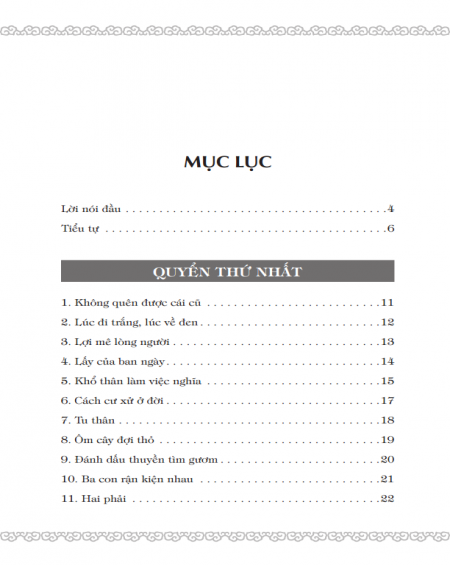 MỤC LỤC
Lời nói đầu . . . . . . . . . . . . . . . . . . . . . . . . . . . . . . . . . . . . . . . . 4
Tiểu tự . . . . . . . . . . . . . . . . . . . . . . . . . . . . . . . . . . . . . . . . . . . 6
QUYỂN THỨ NHẤT
1. Không quên được cái cũ . . . . . . . . . . . . . . . . . . . . . . . . . . . 11
2. Lúc đi trắng, lúc về đen . . . . . . . . . . . . . . . . . . . . . . . . . . . . 12
3. Lợi mê lòng người . . . . . . . . . . . . . . . . . . . . . . . . . . . . . . . . 13
4. Lấy của ban ngày . . . . . . . . . . . . . . . . . . . . . . . . . . . . . . . . . 14
5. Khổ thân làm việc nghĩa . . . . . . . . . . . . . . . . . . . . . . . . . . . 15
6. Cách cư xử ở đời . . . . . . . . . . . . . . . . . . . . . . . . . . . . . . . . . 17
7. Tu thân . . . . . . . . . . . . . . . . . . . . . . . . . . . . . . . . . . . . . . . . . 18
8. Ôm cây đợi thỏ . . . . . . . . . . . . . . . . . . . . . . . . . . . . . . . . . . . 19
9. Đánh dấu thuyền tìm gươm . . . . . . . . . . . . . . . . . . . . . . . . . 20
10. Ba con rận kiện nhau . . . . . . . . . . . . . . . . . . . . . . . . . . . . 21
11. Hai phải . . . . . . . . . . . . . . . . . . . . . . . . . . . . . . . . . . . . . . . 22